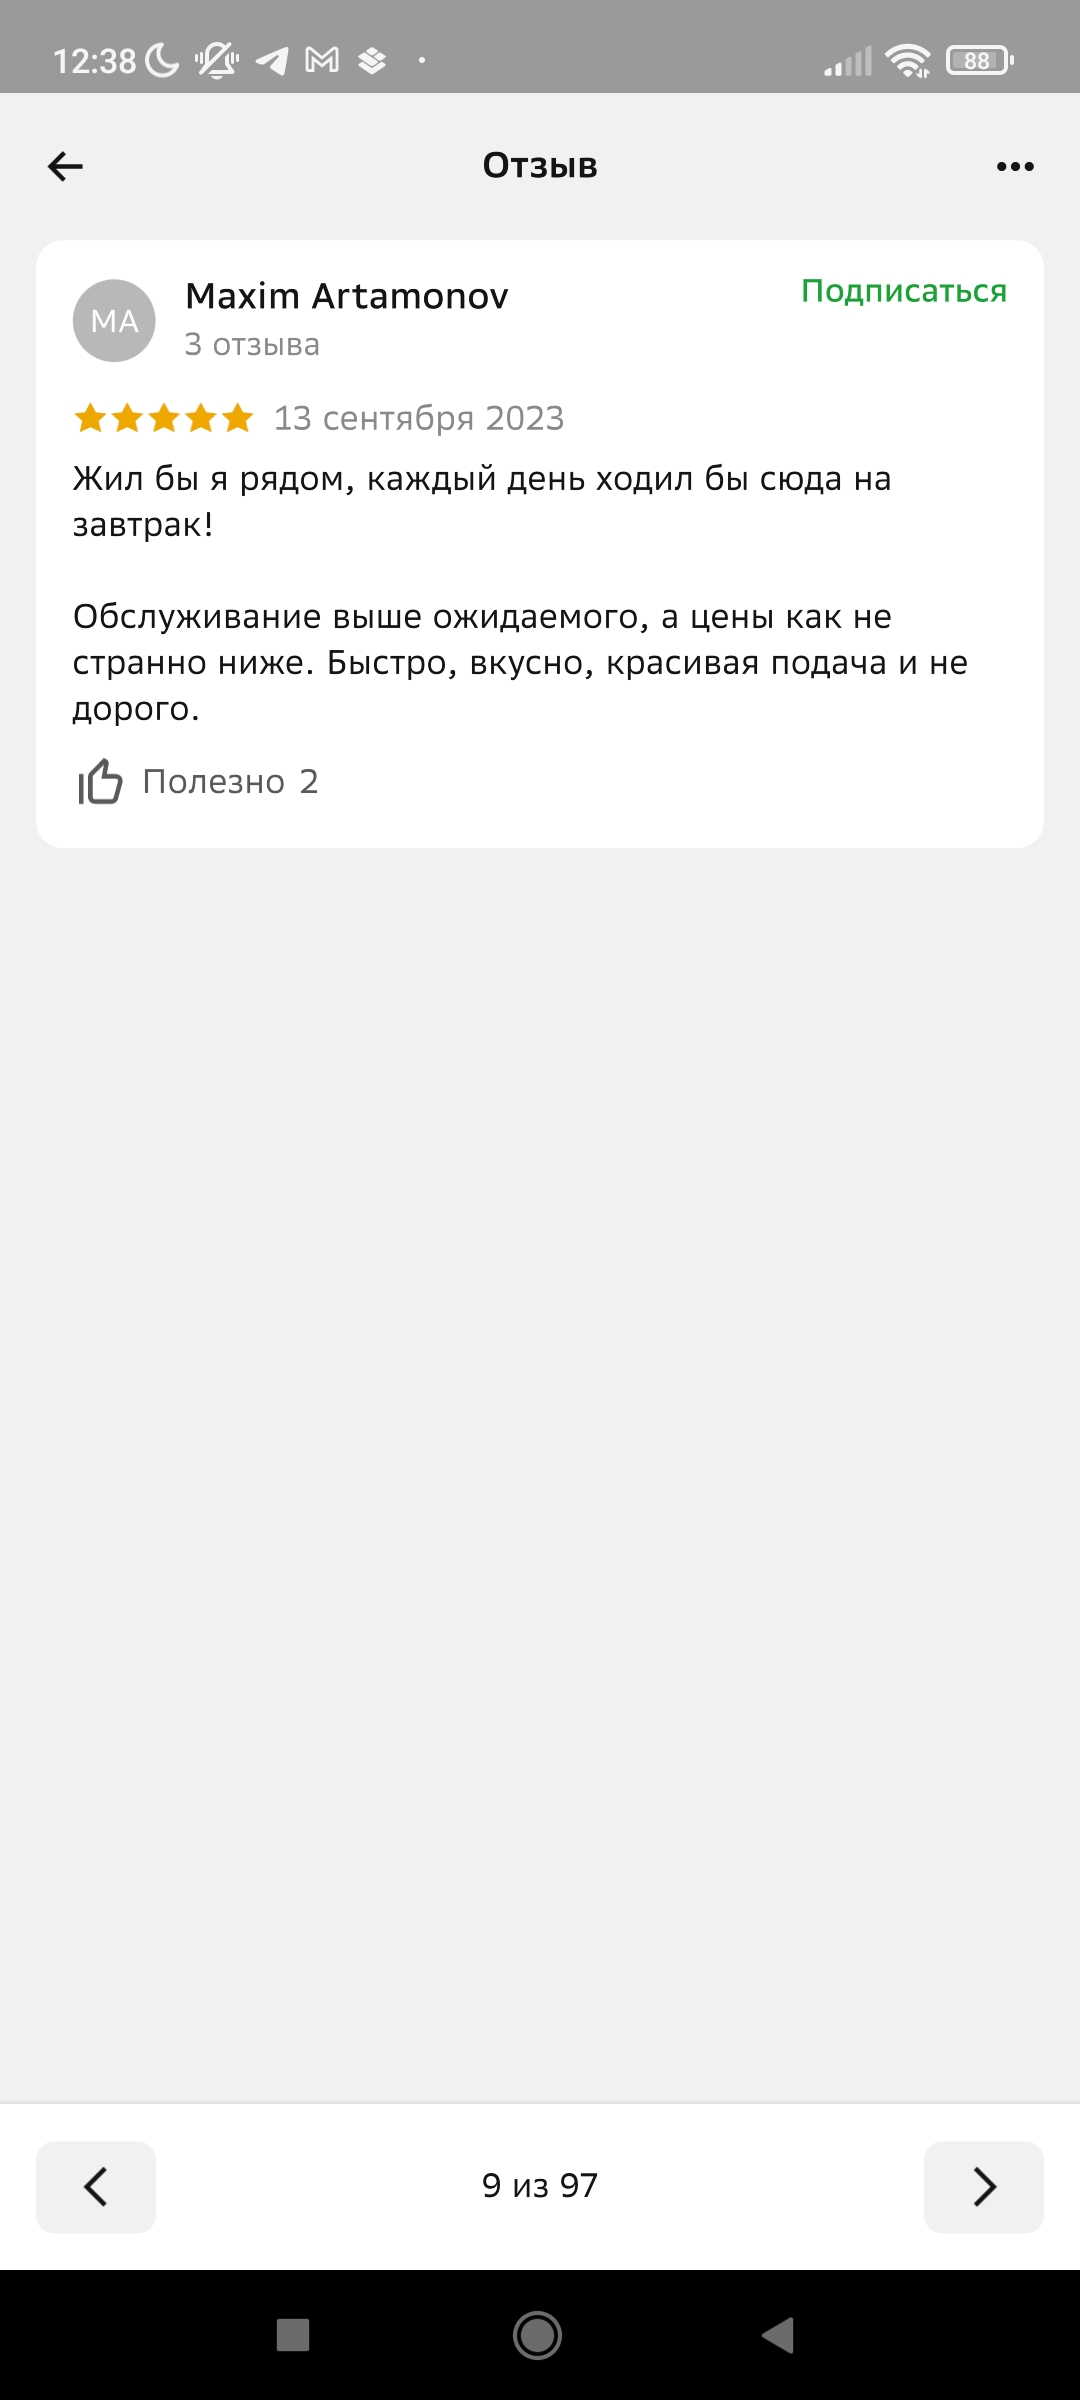 12:38
88
Отзыв
MA
Maxim Artamonov
Подписаться
3 отзыва
13 сентября 2023
Жил бы я рядом, каждый день ходил бы сюда на
завтрак!
Обслуживание выше ожидаемого, а цены как не
странно ниже. Быстро, вкусно, красивая подача и не
дорого.
Полезно 2
9 из 97